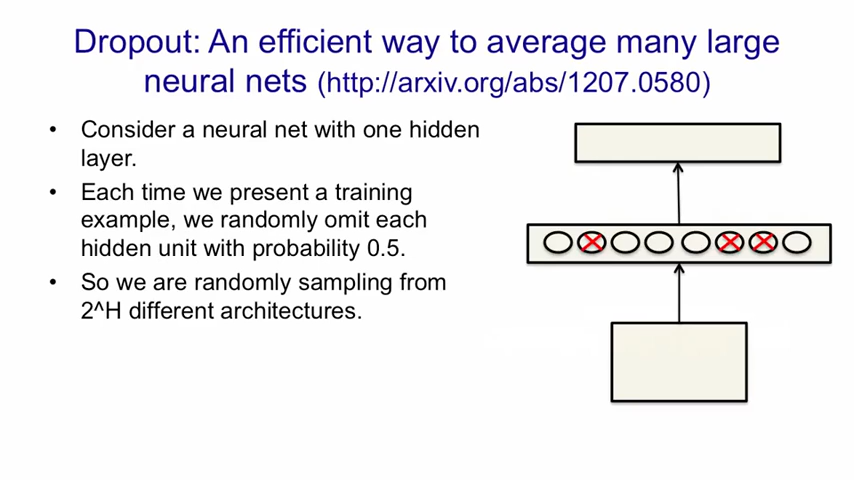 Dropout: An efficient way to average many large
neural nets (http://arxiv.org/abs/1207.0580)
• Consider a neural net with one hidden
layer.
• Each time we present a training
example, we randomly omit each
hidden unit with probability 0.5.
• So we are randomly sampling from
2^H different architectures.